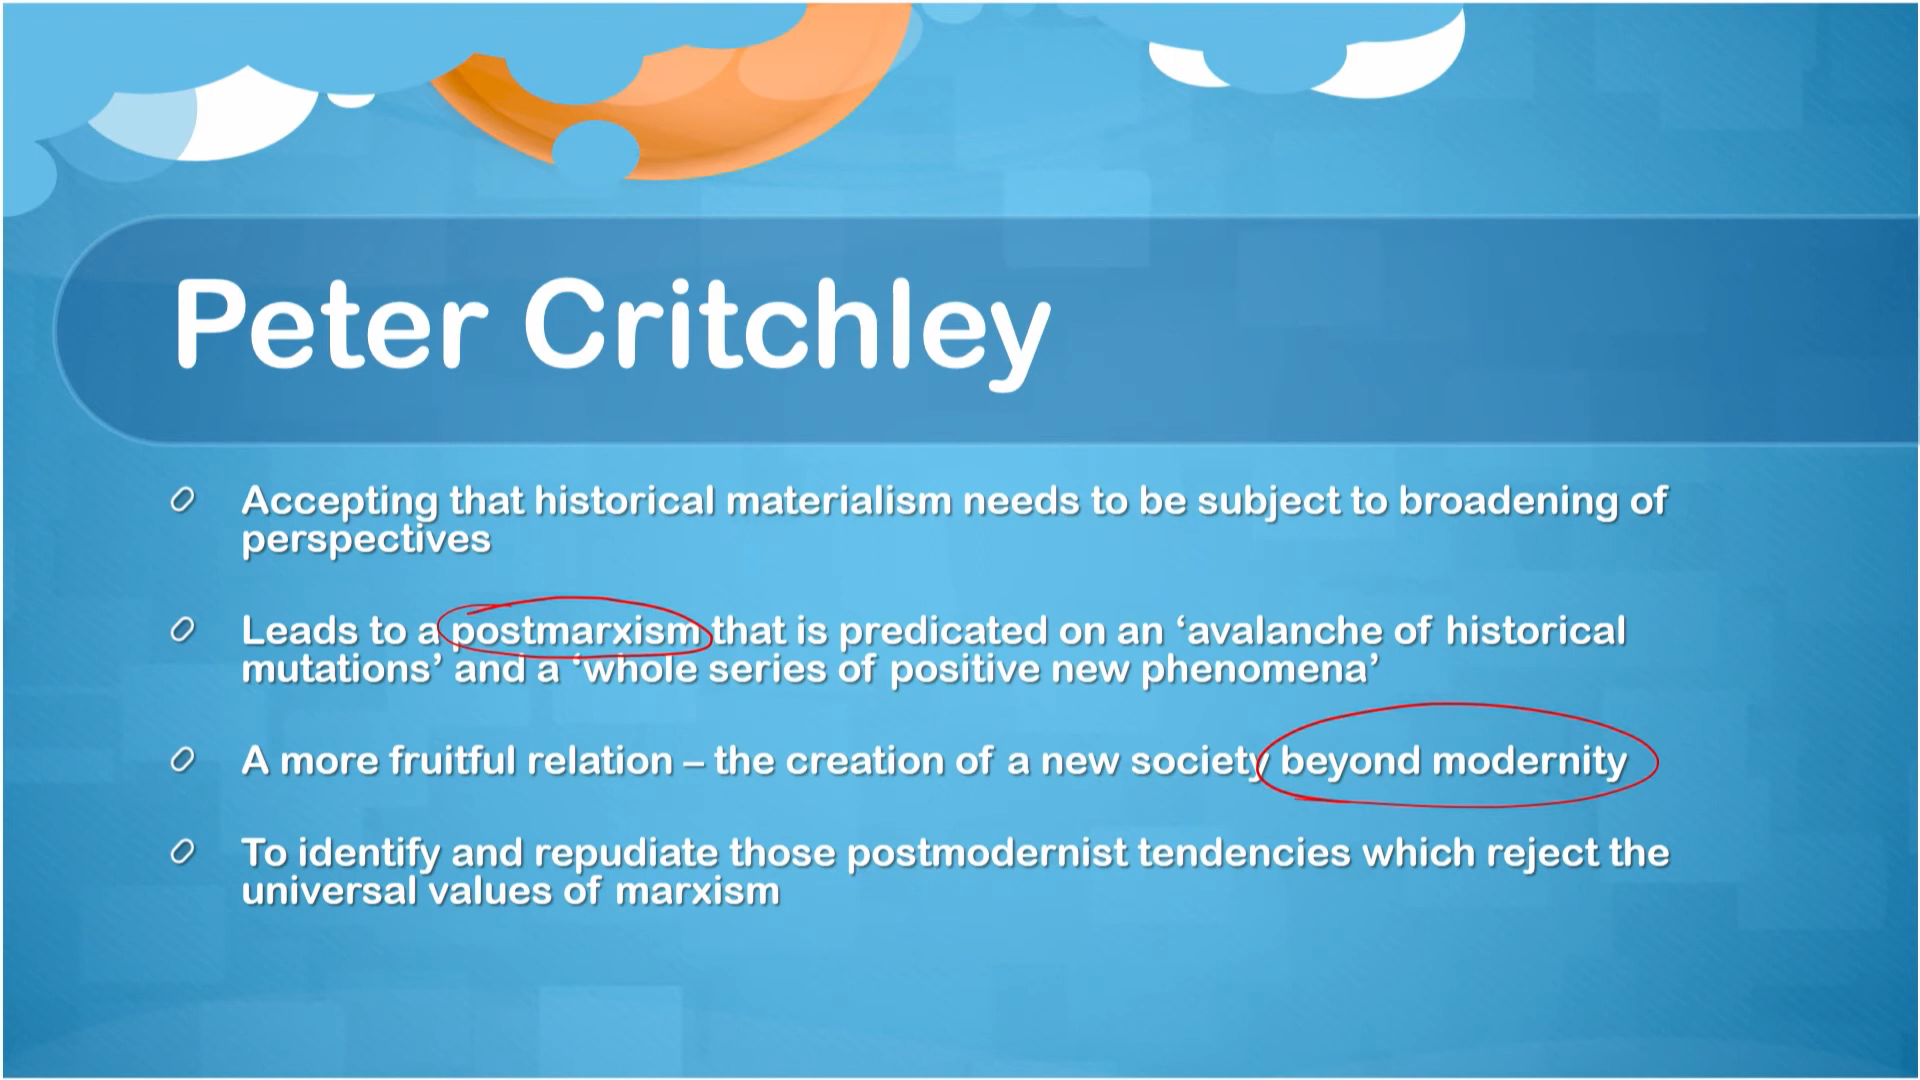 Peter Critchley
Accepting that historical materialism needs to be subject to broadening of
perspectives
Leads to a postmarxism that is predicated on an ‘avalanche of historical
mutations’ and a ‘whole series of positive new phenomena’
A more fruitful relation – the creation of a new society beyond modernity
To identify and repudiate those postmodernist tendencies which reject the
universal values of marxism